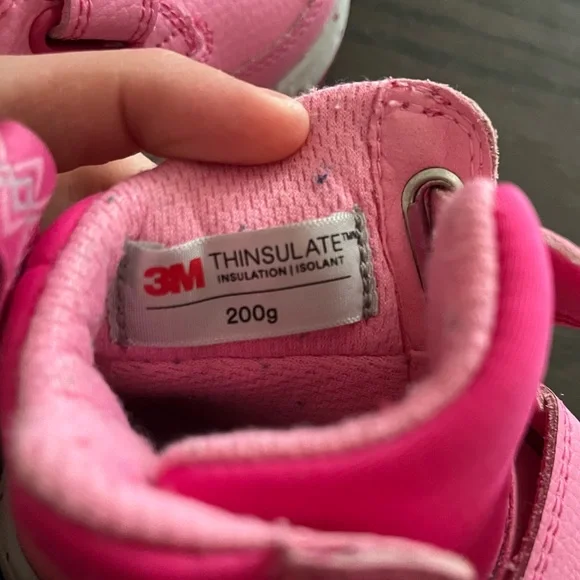 3M THINSULATE™
INSULATION | ISOLANT
200g